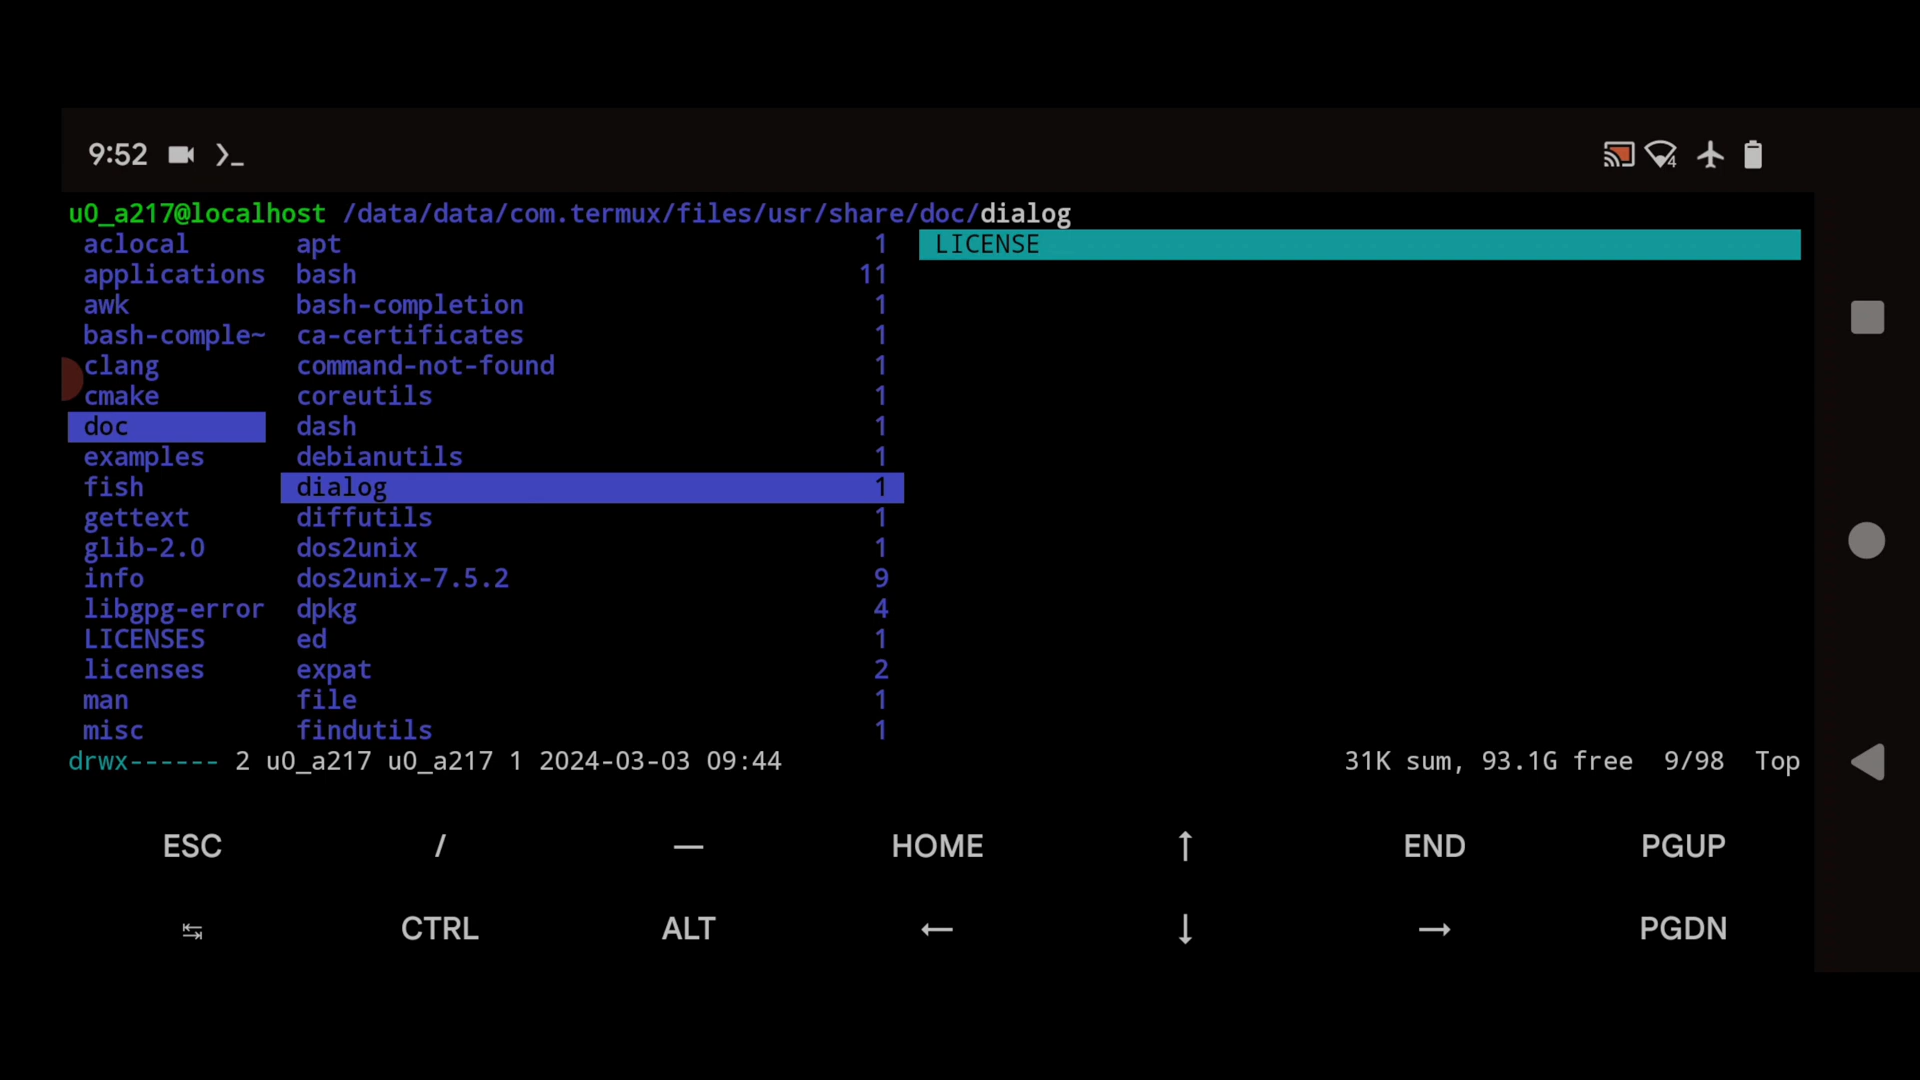 9:52 >_ 4
u0_a217@localhost /data/data/com.termux/files/usr/share/doc/dialog
aclocal apt 1 LICENSE
applications bash 11
awk bash-completion 1
bash-comple~ ca-certificates 1
clang command-not-found 1
cmake coreutils 1
doc dash 1
examples debianutils 1
fish dialog 1
gettext diffutils 1
glib-2.0 dos2unix 1
info dos2unix-7.5.2 9
libgpg-error dpkg 4
LICENSES ed 1
licenses expat 2
man file 1
misc findutils 1
drwx------ 2 u0_a217 u0_a217 1 2024-03-03 09:44 31K sum, 93.1G free 9/98 Top
ESC / — HOME ↑ END PGUP
↹ CTRL ALT ← ↓ → PGDN